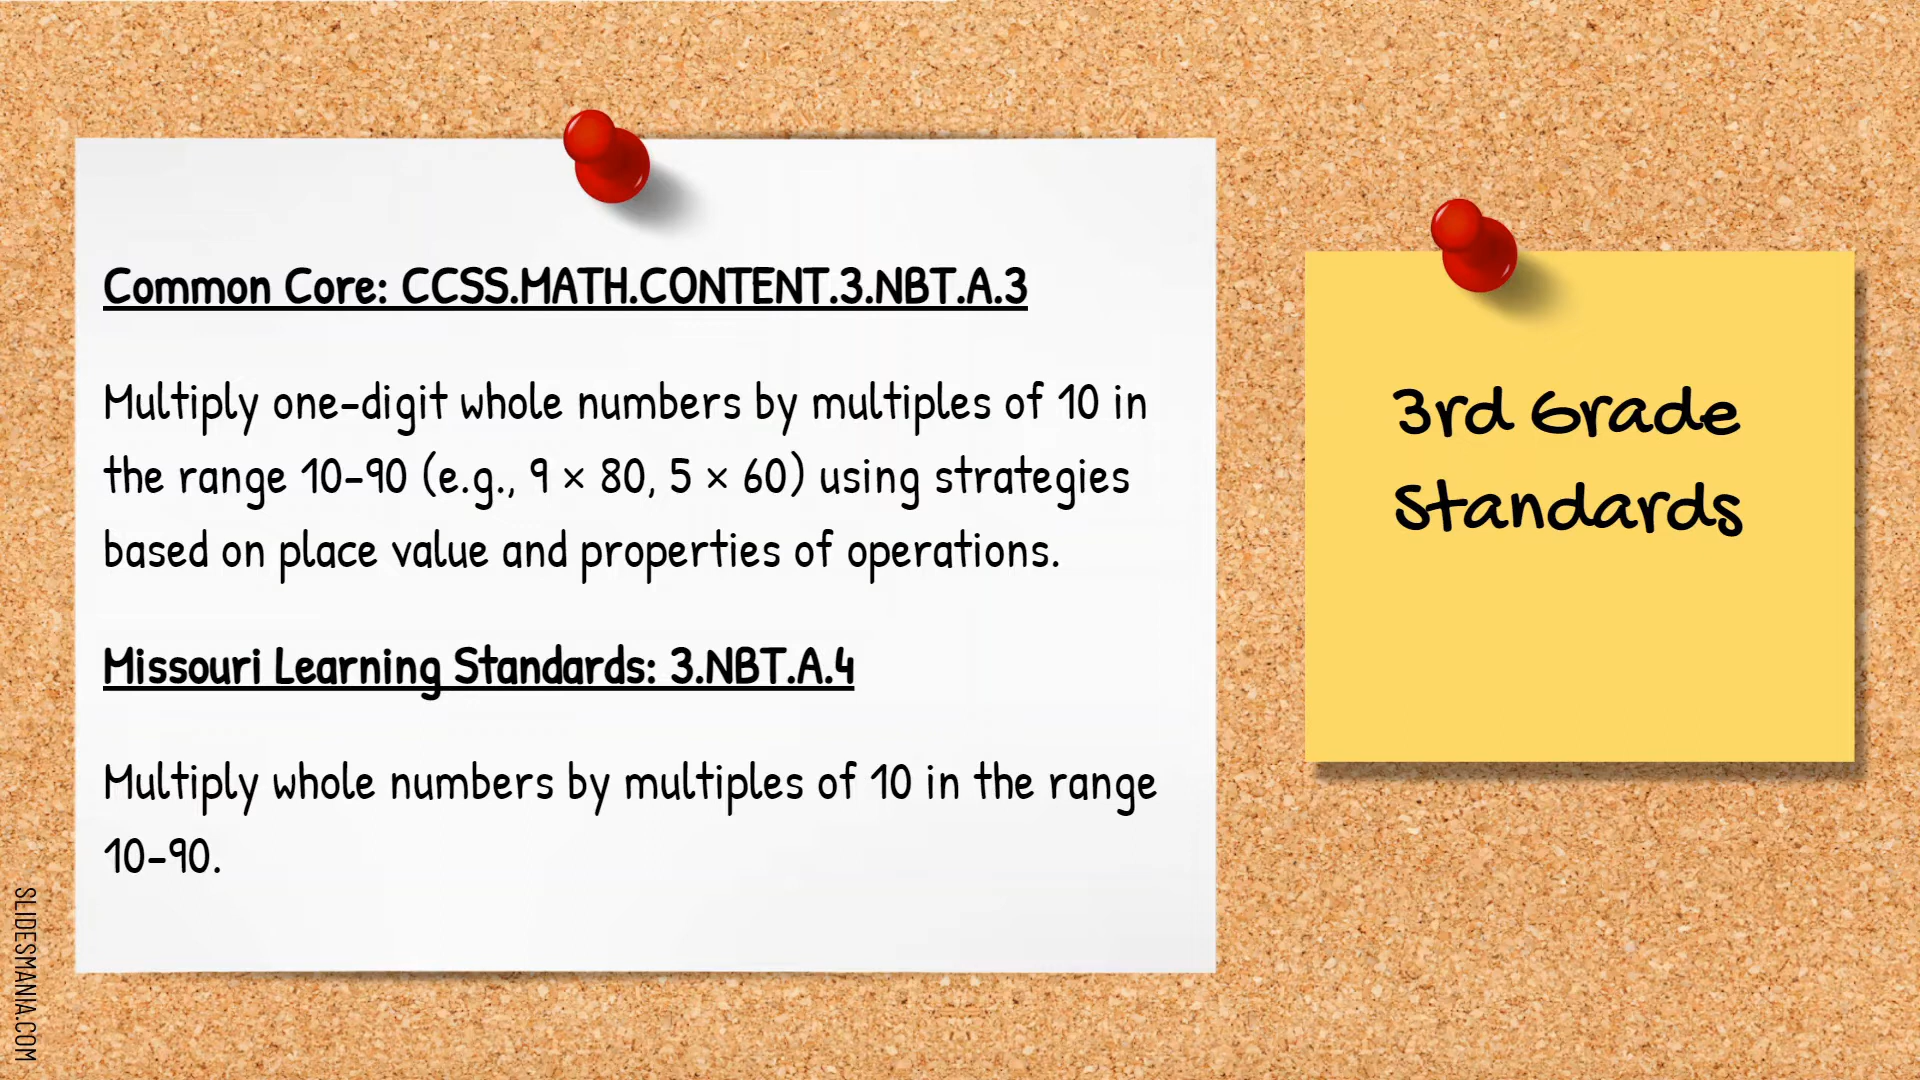 Common Core: CCSS.MATH.CONTENT.3.NBT.A.3
Multiply one-digit whole numbers by multiples of 10 in
the range 10-90 (e.g., 9 × 80, 5 × 60) using strategies
based on place value and properties of operations.
Missouri Learning Standards: 3.NBT.A.4
Multiply whole numbers by multiples of 10 in the range
10-90.
3rd Grade
Standards
SLIDESMANIA.COM